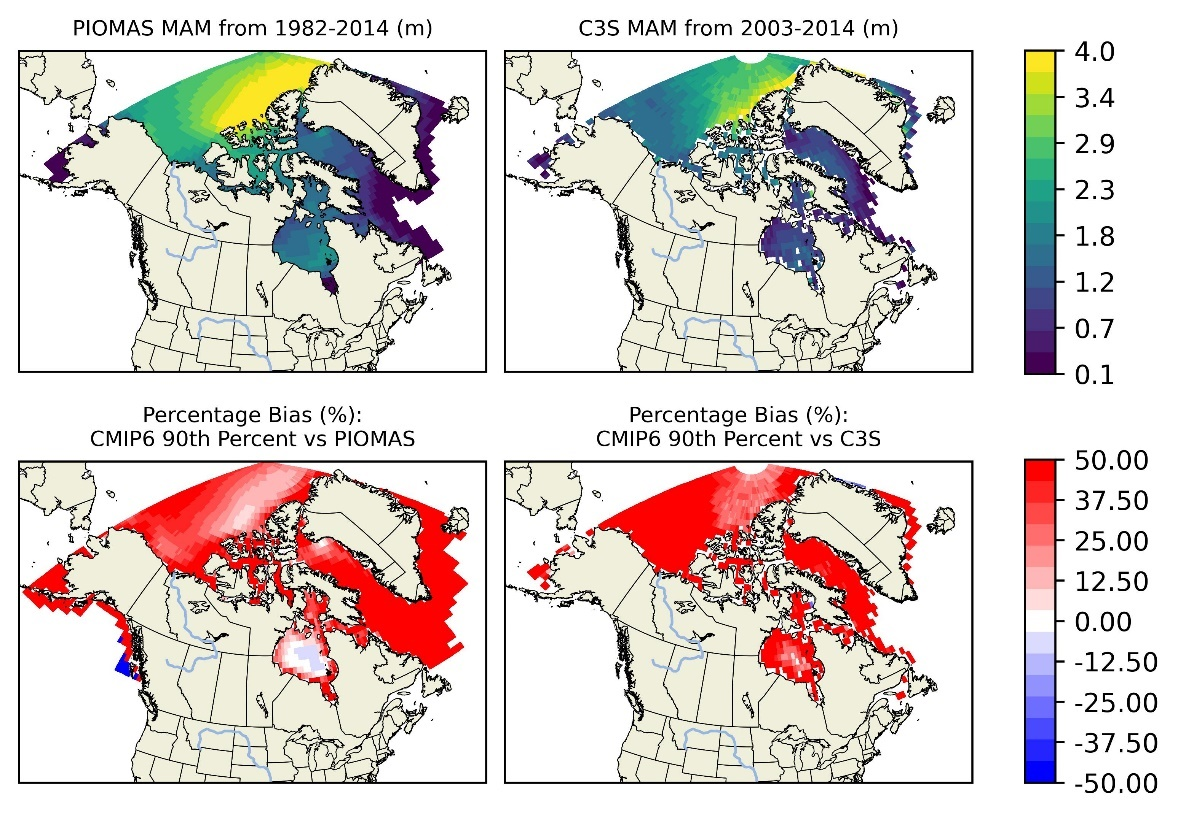 PIOMAS MAM from 1982-2014 (m)
C3S MAM from 2003-2014 (m)
4.0
3.4
2.9
2.3
1.8
1.2
0.7
0.1
Percentage Bias (%):
CMIP6 90th Percent vs PIOMAS
Percentage Bias (%):
CMIP6 90th Percent vs C3S
50.00
37.50
25.00
12.50
0.00
-12.50
-25.00
-37.50
-50.00